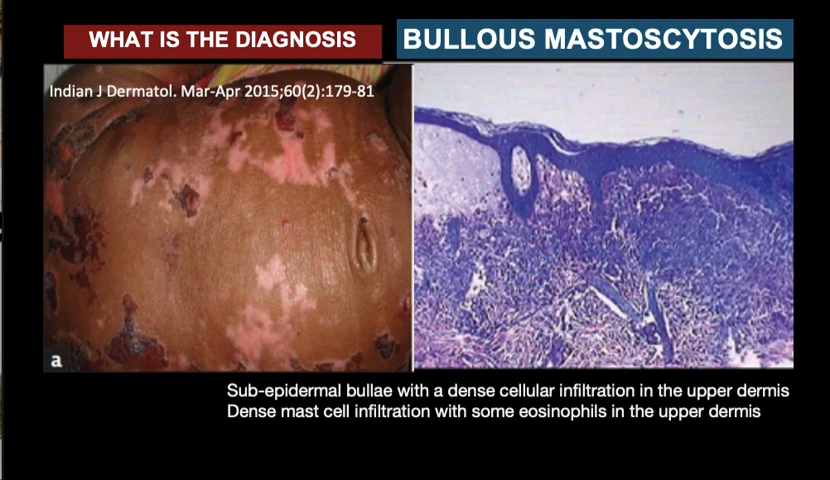 WHAT IS THE DIAGNOSIS
BULLOUS MASTOSCYTOSIS
Indian J Dermatol. Mar-Apr 2015;60(2):179-81
a
Sub-epidermal bullae with a dense cellular infiltration in the upper dermis
Dense mast cell infiltration with some eosinophils in the upper dermis